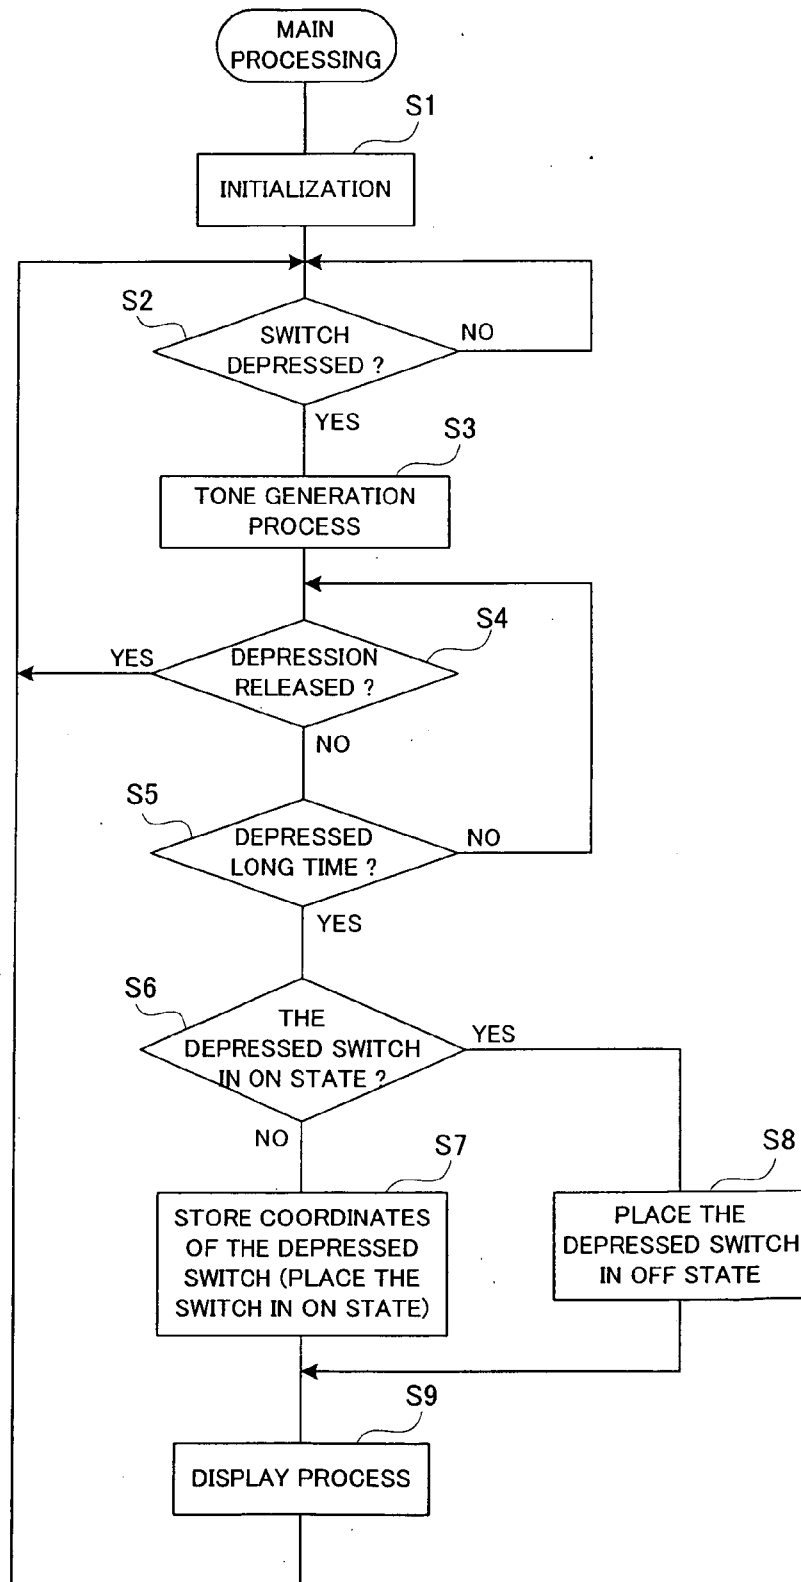 MAIN
PROCESSING
S1
INITIALIZATION
S2
SWITCH
DEPRESSED ?
NO
YES
S3
TONE GENERATION
PROCESS
S4
YES
DEPRESSION
RELEASED ?
NO
S5
DEPRESSED
LONG TIME ?
NO
YES
S6
THE
DEPRESSED SWITCH
IN ON STATE ?
YES
NO
S7
STORE COORDINATES
OF THE DEPRESSED
SWITCH (PLACE THE
SWITCH IN ON STATE)
S8
PLACE THE
DEPRESSED SWITCH
IN OFF STATE
S9
DISPLAY PROCESS